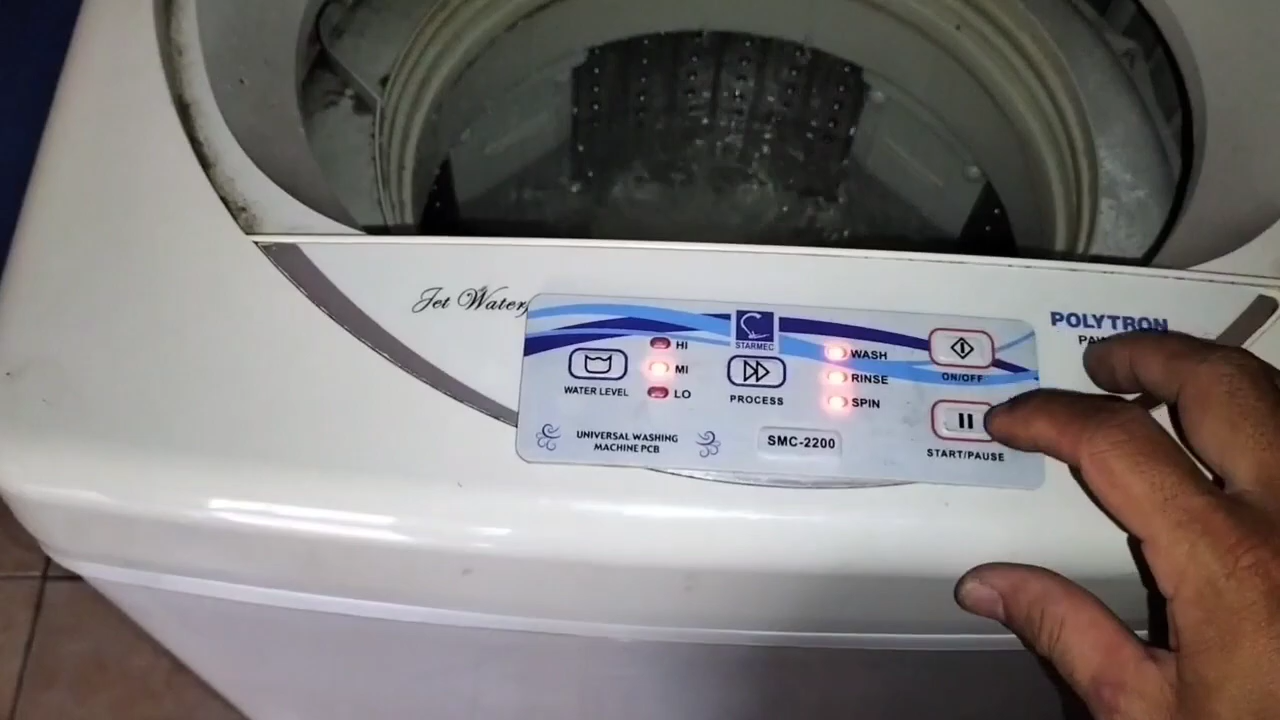 Jet Water
POLYTRON
STARMEC
HI
MI
LO
WATER LEVEL
PROCESS
WASH
RINSE
SPIN
ON/OFF
START/PAUSE
UNIVERSAL WASHING
MACHINE PCB
SMC-2200